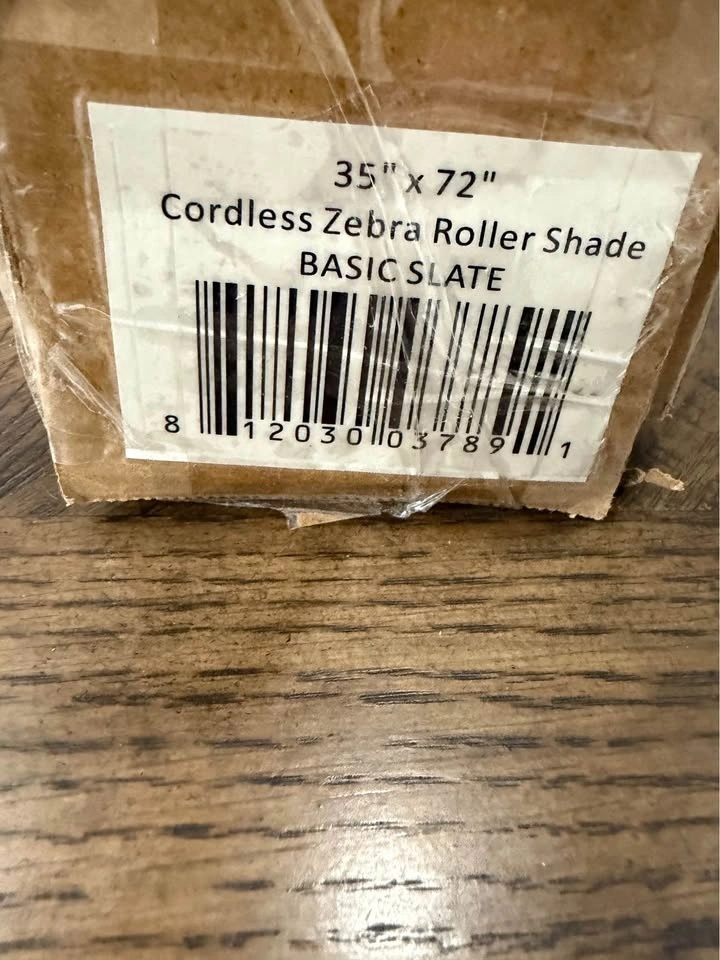 35" x 72"
Cordless Zebra Roller Shade
BASIC SLATE
8 12030 03789 1